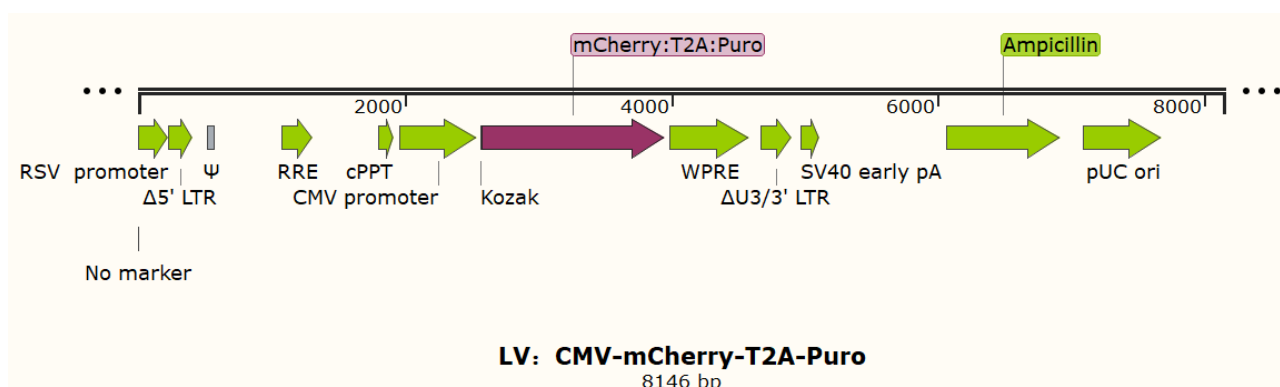 mCherry:T2A:Puro Ampicillin
2000 4000 6000 8000
RSV promoter Ψ RRE cPPT WPRE SV40 early pA pUC ori
Δ5' LTR CMV promoter Kozak ΔU3/3' LTR
No marker
LV: CMV-mCherry-T2A-Puro
8146 bp